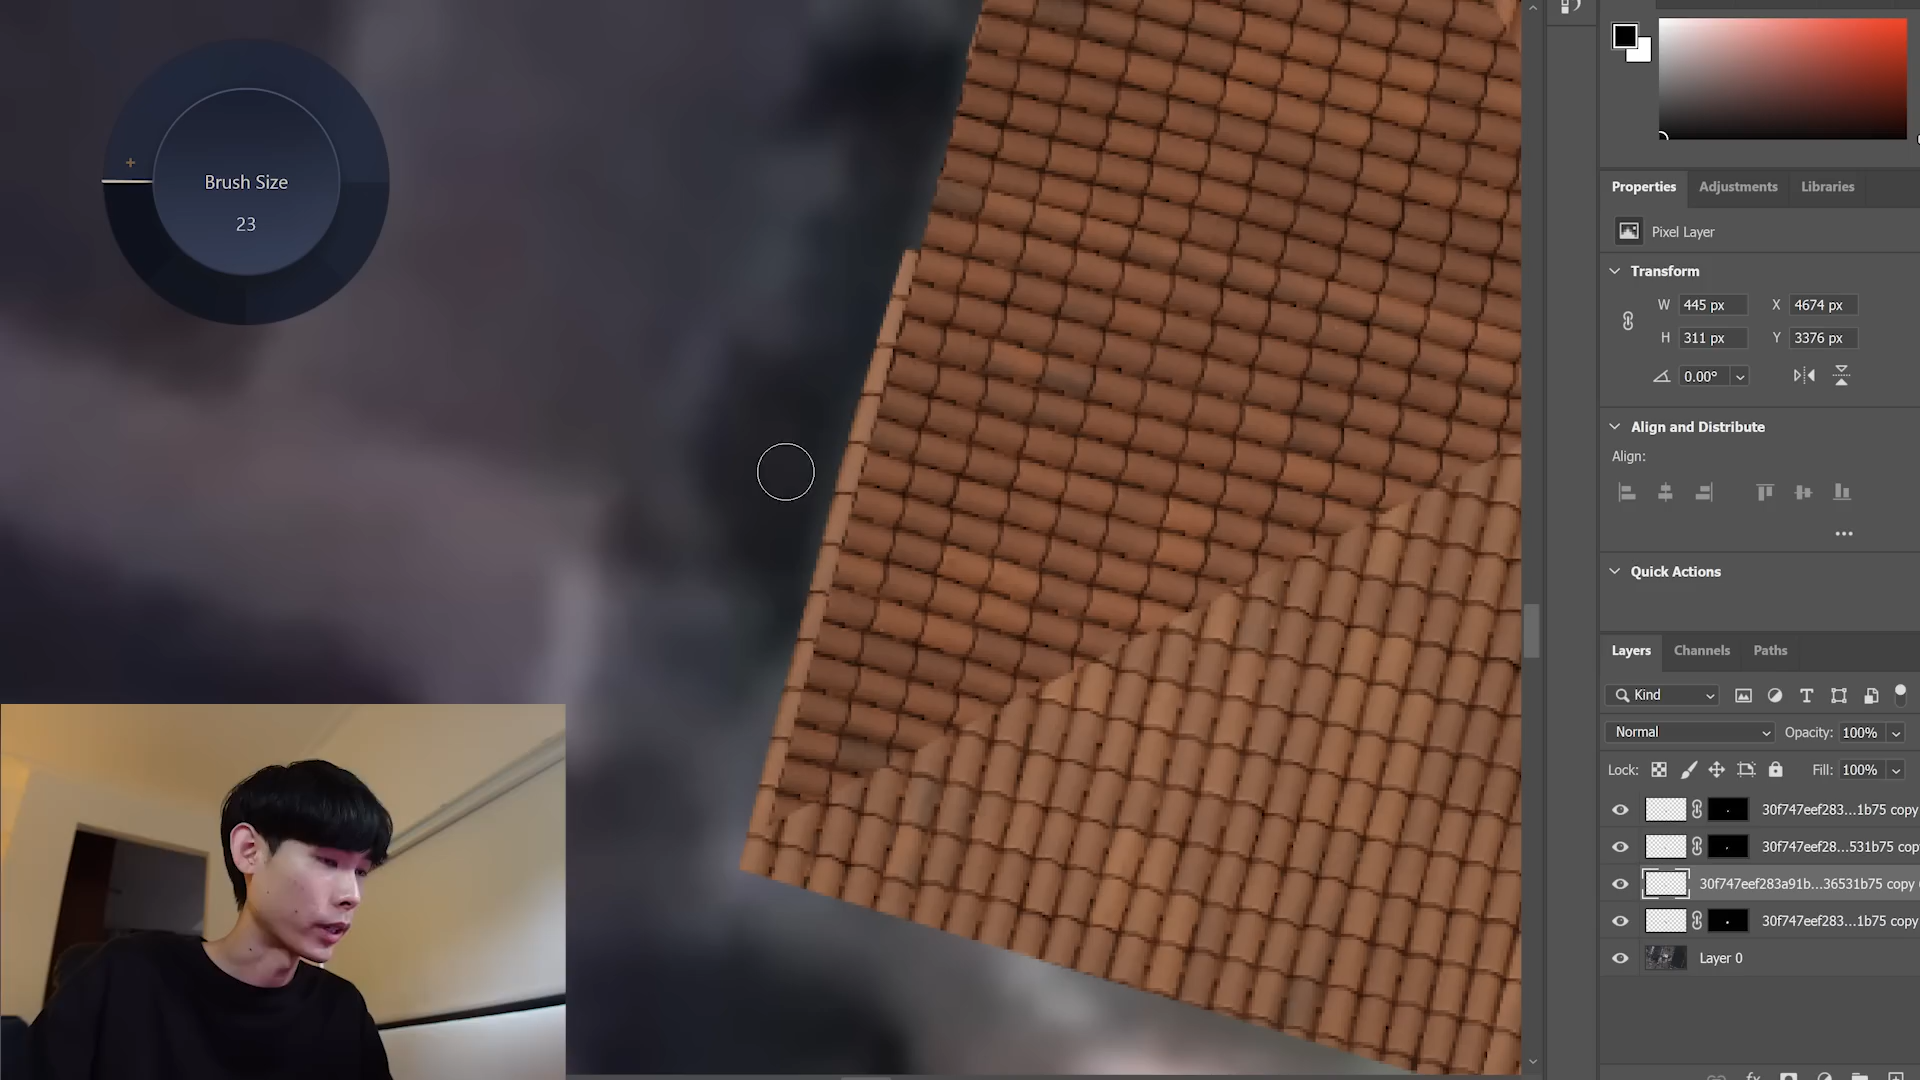 Brush Size
23
Properties
Adjustments
Libraries
Pixel Layer
Transform
W 445 px X 4674 px
H 311 px Y 3376 px
0.00°
Align and Distribute
Align:
Quick Actions
Layers
Channels
Paths
Kind
Normal
Opacity: 100%
Lock:
Fill: 100%
30f747eef283...1b75 copy
30f747eef28...531b75 cop
30f747eef283a91b...36531b75 copy
30f747eef283...1b75 copy
Layer 0